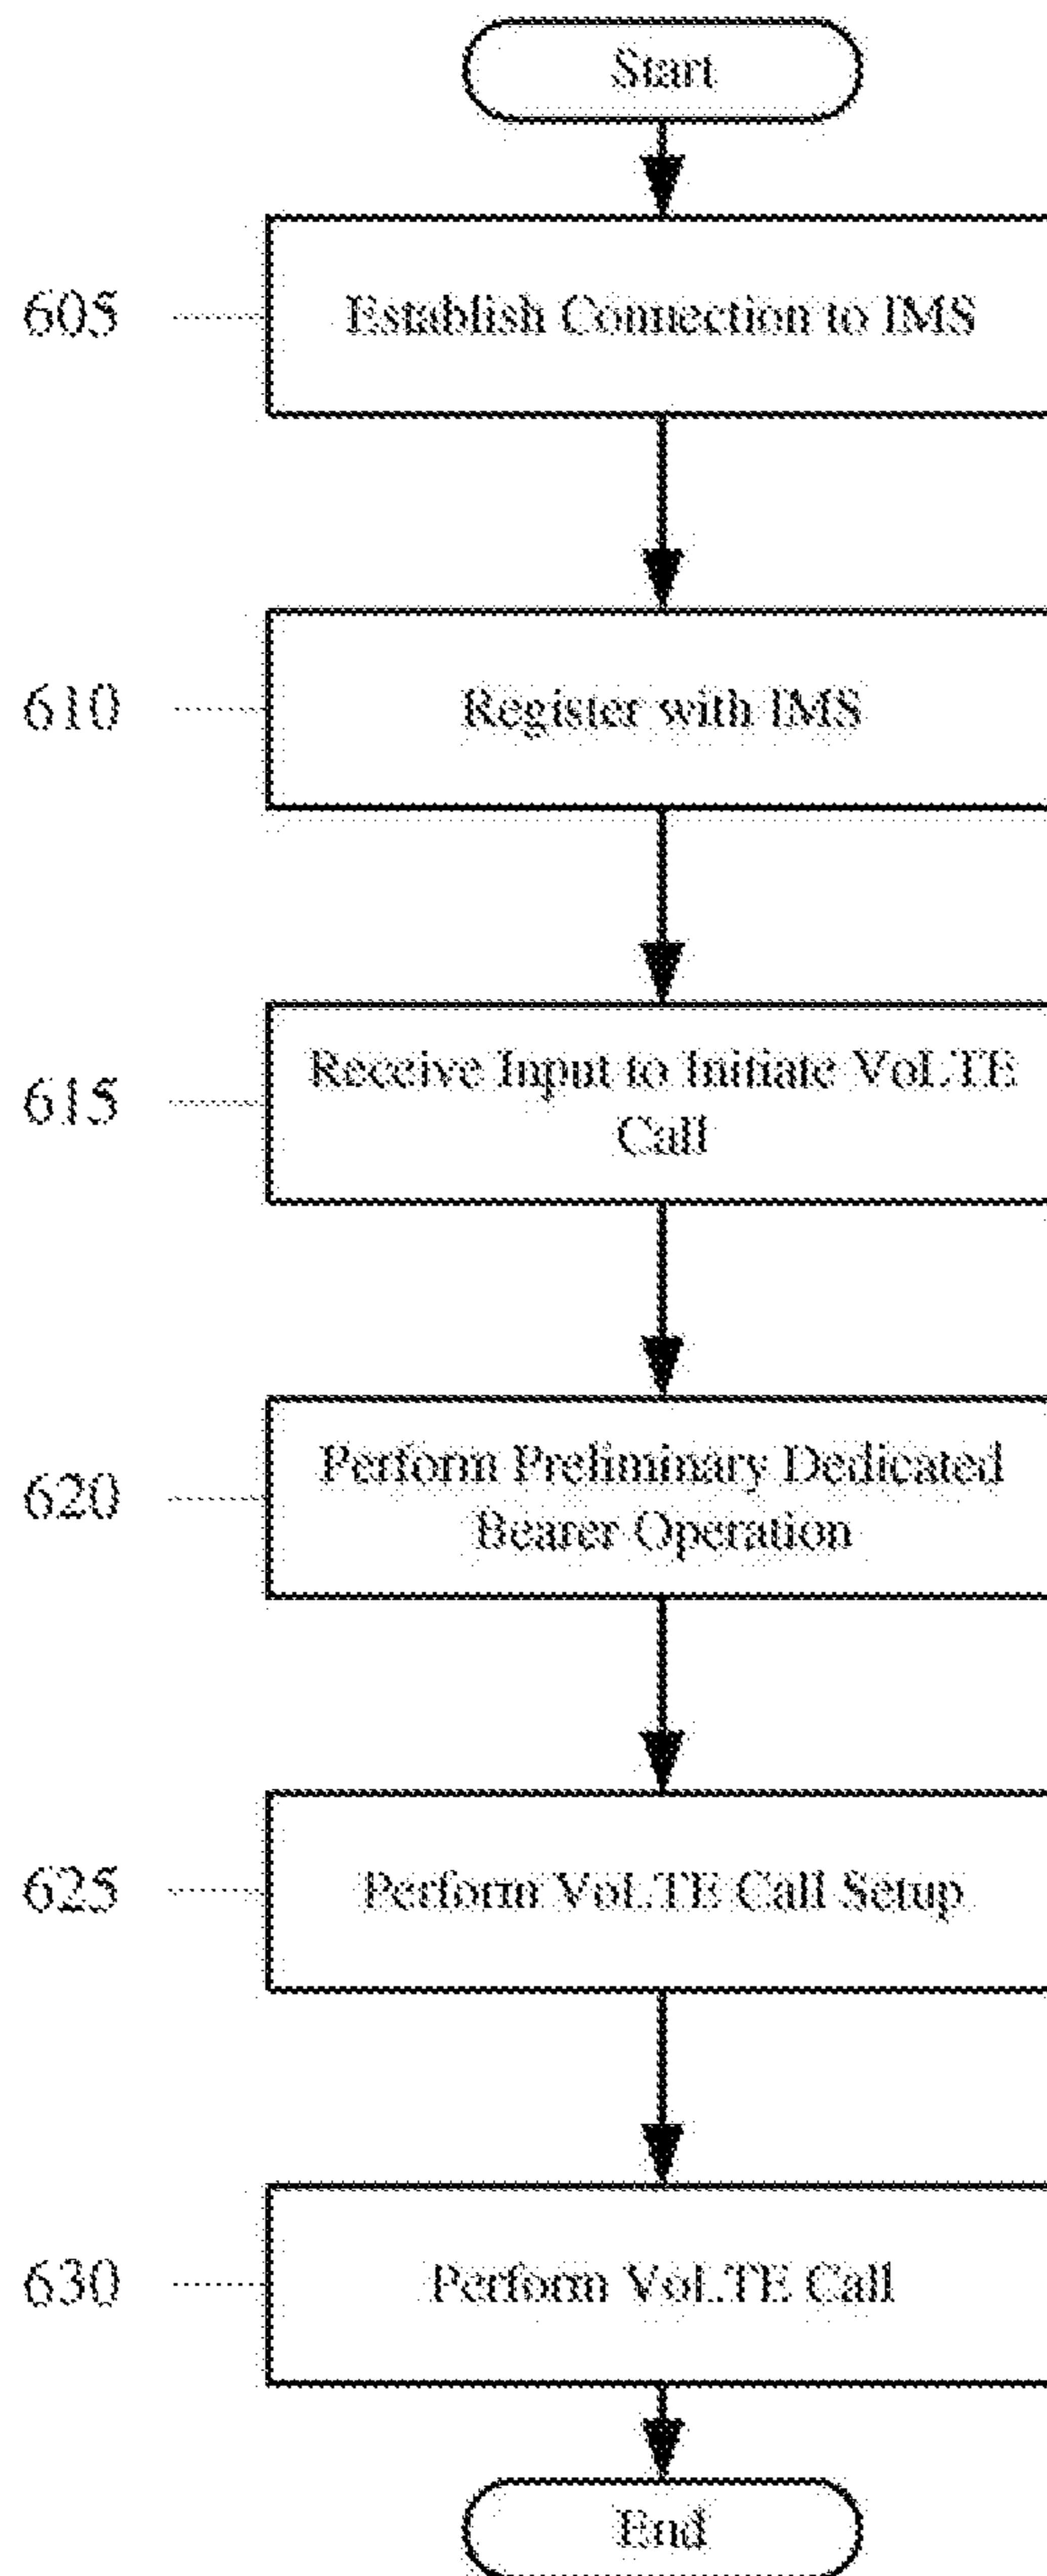 Start
605
Establish Connection to IMS
610
Register with IMS
615
Receive Input to Initiate VoLTE
Call
620
Perform Preliminary Dedicated
Bearer Operation
625
Perform VoLTE Call Setup
630
Perform VoLTE Call
End